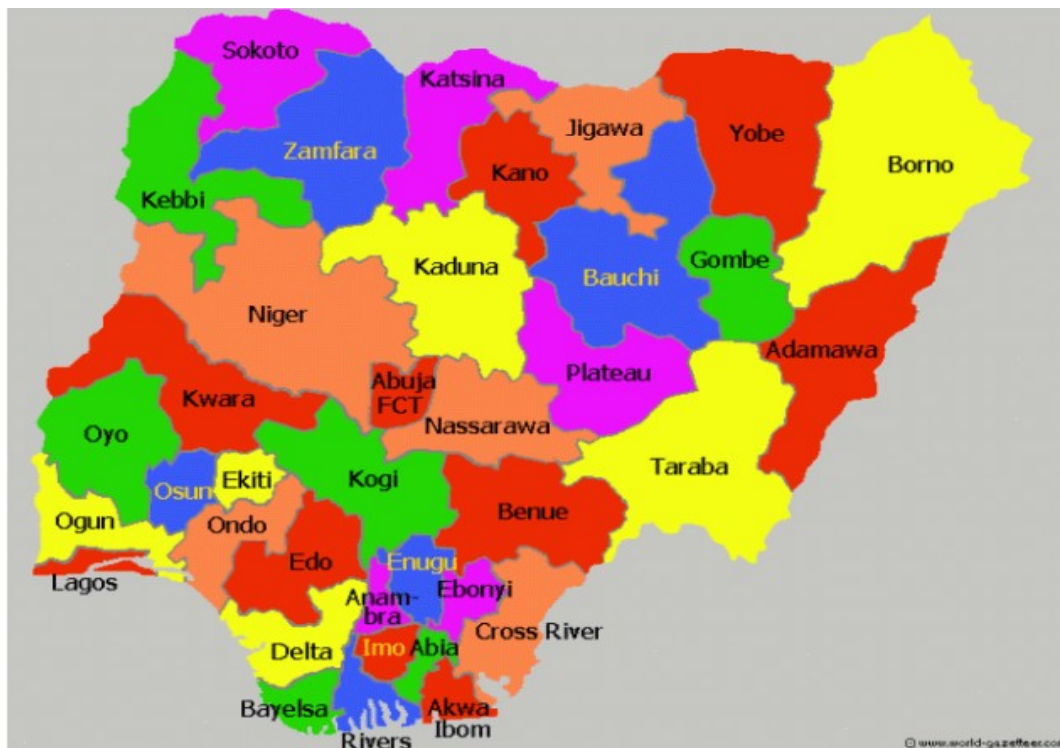 Sokoto
Katsina
Jigawa
Yobe
Borno
Zamfara
Kano
Kebbi
Kaduna
Bauchi
Gombe
Niger
Adamawa
Plateau
Abuja
FCT
Kwara
Nassarawa
Oyo
Taraba
Kogi
Ekiti
Osun
Benue
Ogun
Ondo
Edo
Enugu
Lagos
Ebonyi
Anam-
bra
Cross River
Delta
Imo
Abia
Bayelsa
Akwa
Ibom
Rivers
© www.world-gazetteer.com